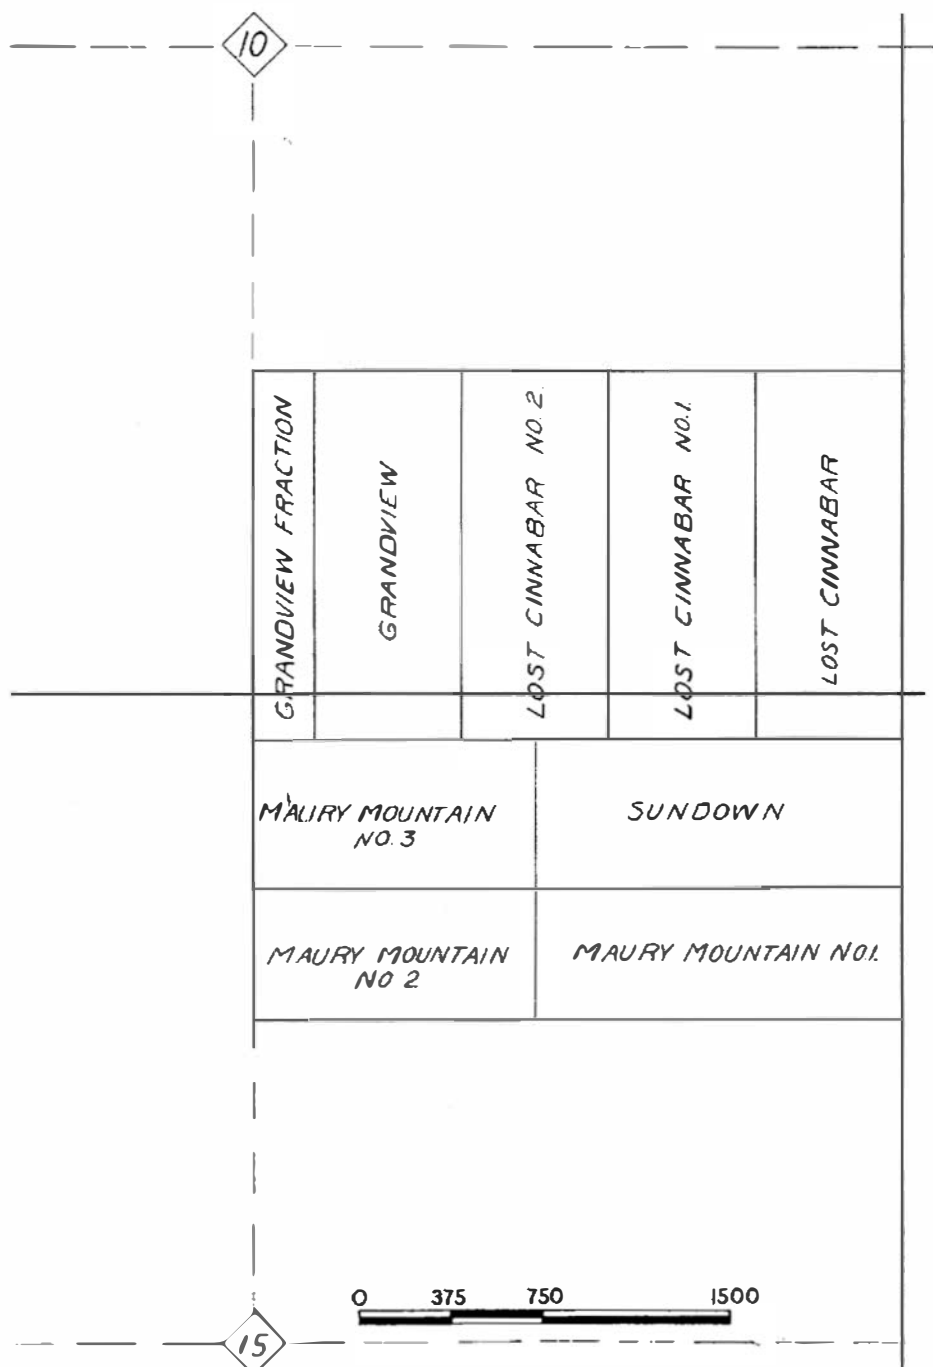 10
GRANDVIEW FRACTION
GRANDVIEW
LOST CINNABAR NO. 2.
LOST CINNABAR NO.1.
LOST CINNABAR
MAURY MOUNTAIN
NO. 3
SUNDOWN
MAURY MOUNTAIN
NO 2
MAURY MOUNTAIN NO.1.
0 375 750 1500
15